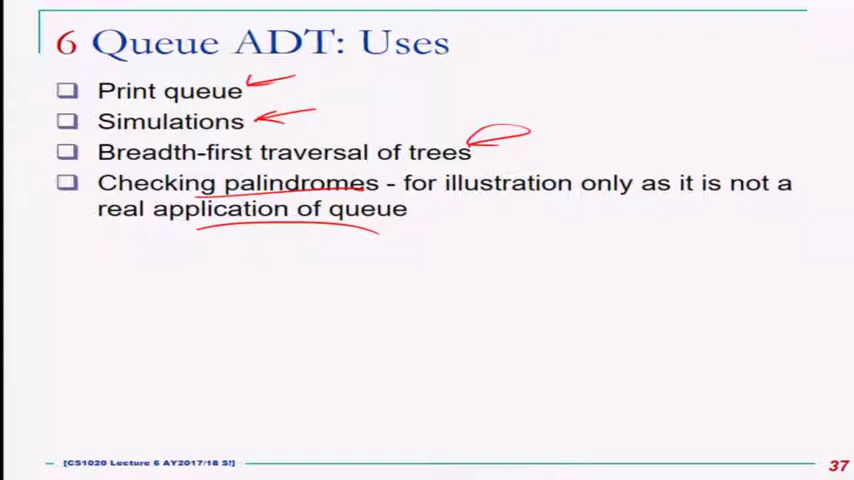 6 Queue ADT: Uses
Print queue
Simulations
Breadth-first traversal of trees
Checking palindromes - for illustration only as it is not a
real application of queue
[CS1020 Lecture 6 AY2017/18 S1]
37